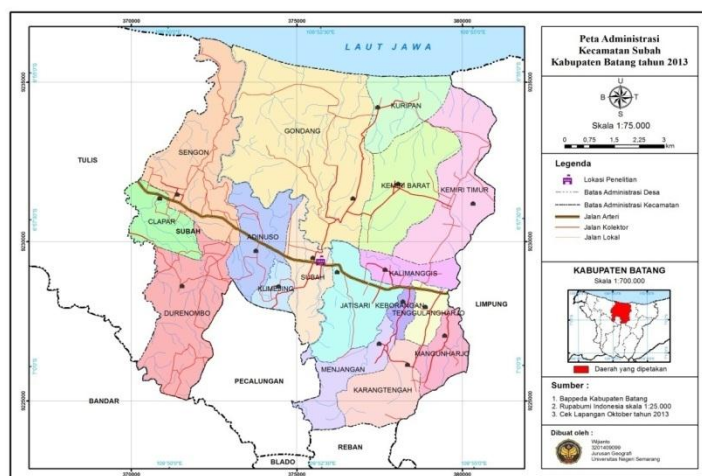 370000
375000
380000
LAUT JAWA
KURIPAN
GONDANG
SENGON
TULIS
KEMIRI BARAT
KEMIRI TIMUR
CLAPAR
SUBAH
ADINUSO
SUBAH
KALIMANGGIS
KUMEJING
DURENOMBO
JATISARI
KEBORANGAN
TENGGULANGHARJO
LIMPUNG
MANGUNHARJO
MENJANGAN
PECALUNGAN
KARANGTENGAH
BANDAR
REBAN
BLADO
370000
375000
380000
Peta Administrasi
Kecamatan Subah
Kabupaten Batang tahun 2013
U
B
T
S
Skala 1:75.000
0
0,75
1,5
2,25
3
km
Legenda
Lokasi Penelitian
Batas Administrasi Desa
Batas Administrasi Kecamatan
Jalan Arteri
Jalan Kolektor
Jalan Lokal
KABUPATEN BATANG
Skala 1:700.000
Daerah yang dipetakan
Sumber :
1. Bappeda Kabupaten Batang
2. Rupabumi Indonesia skala 1:25.000
3. Cek Lapangan Oktober tahun 2013
Dibuat oleh :
Wijianto
3201409099
Jurusan Geografi
Universitas Negeri Semarang